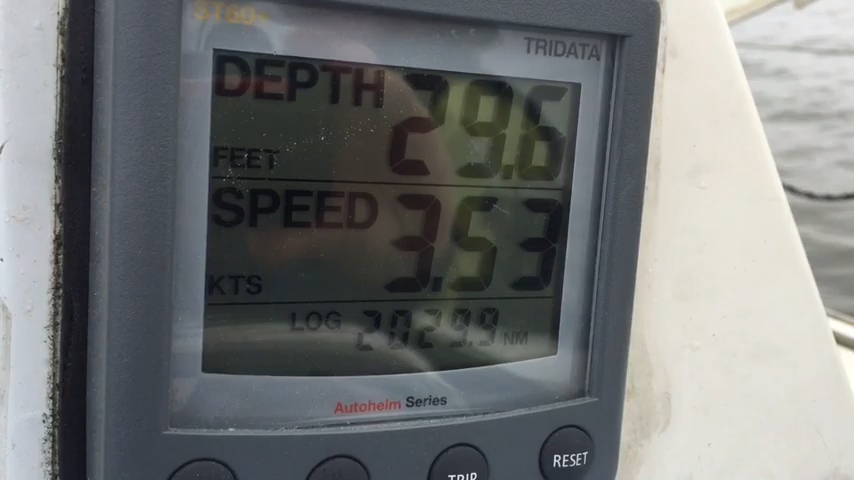 ST60+
TRIDATA
DEPTH 29.6
FEET
SPEED 3.53
KTS
LOG 2029.9 NM
Autohelm Series
TRIP
RESET